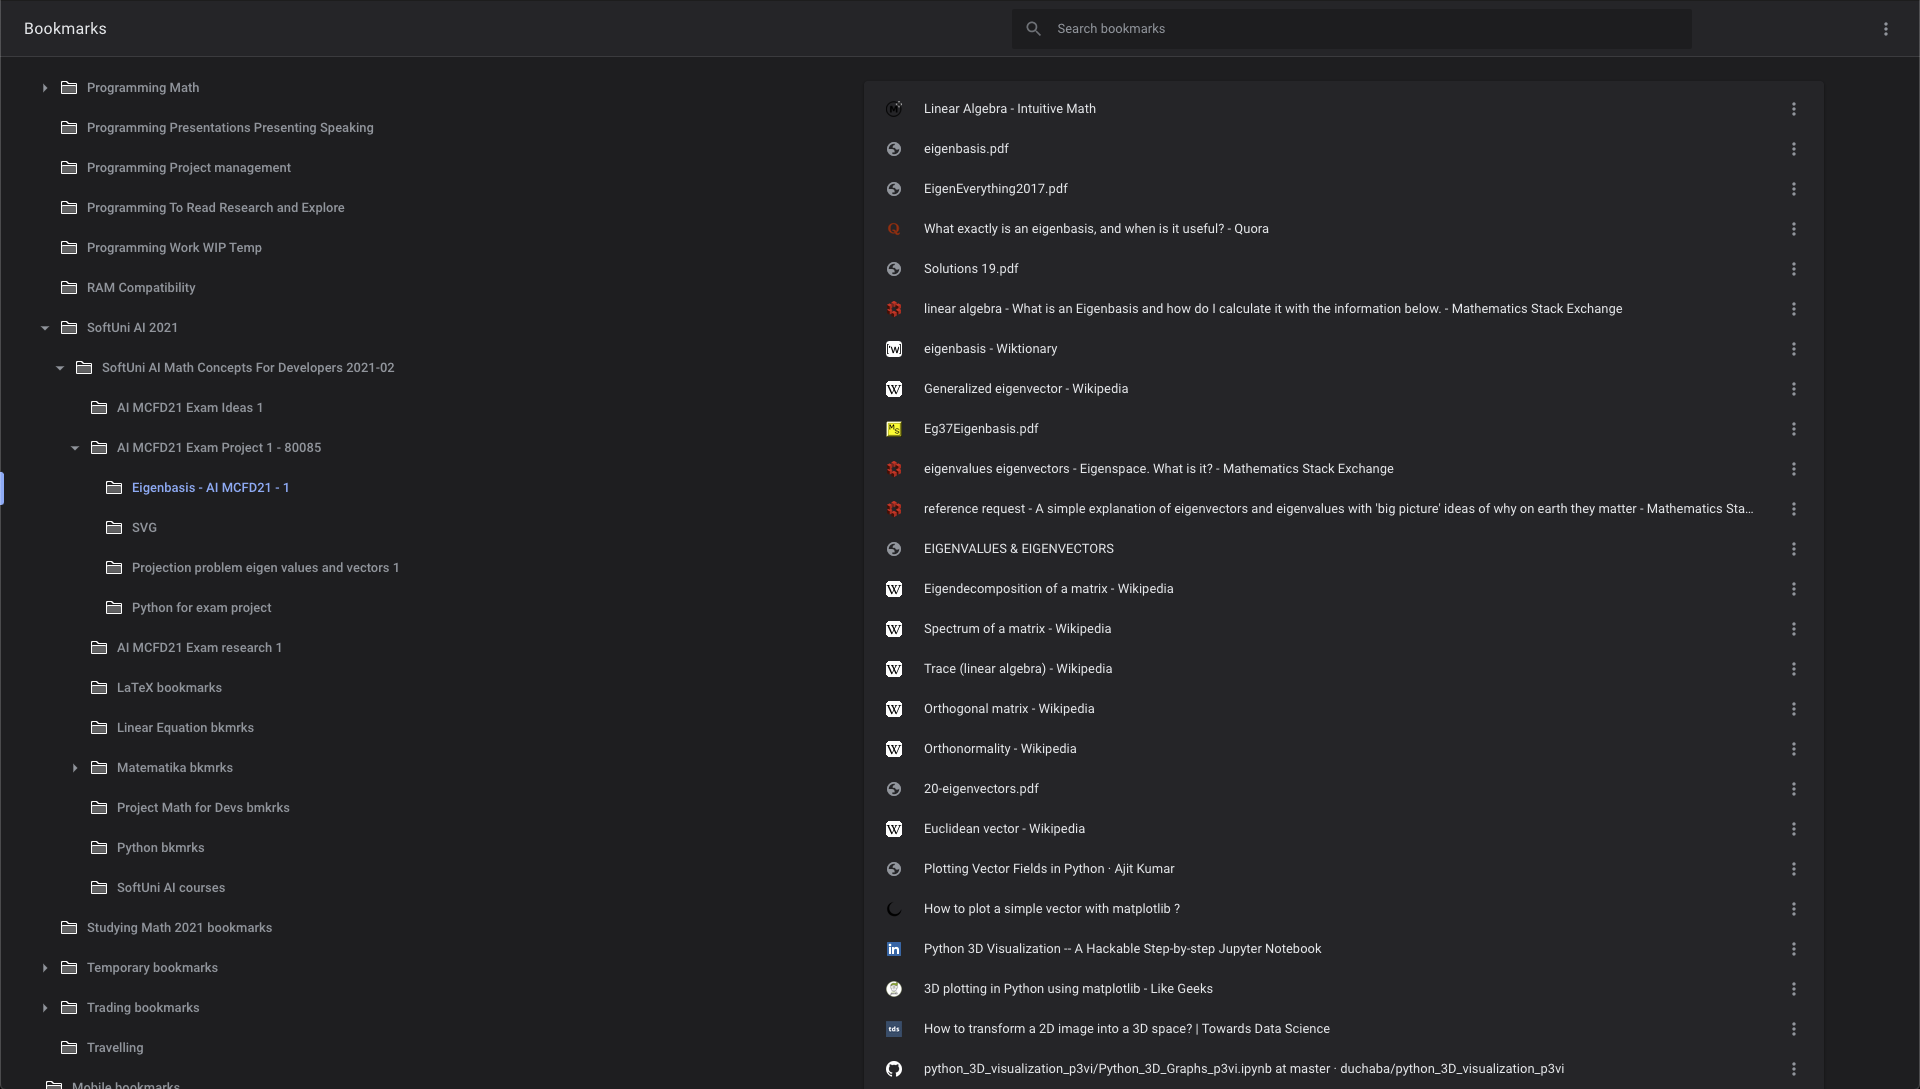 Bookmarks
Search bookmarks
Programming Math
Programming Presentations Presenting Speaking
Programming Project management
Programming To Read Research and Explore
Programming Work WIP Temp
RAM Compatibility
SoftUni AI 2021
SoftUni AI Math Concepts For Developers 2021-02
AI MCFD21 Exam Ideas 1
AI MCFD21 Exam Project 1 - 80085
Eigenbasis - AI MCFD21 - 1
SVG
Projection problem eigen values and vectors 1
Python for exam project
AI MCFD21 Exam research 1
LaTeX bookmarks
Linear Equation bkmrks
Matematika bkmrks
Project Math for Devs bmkrks
Python bkmrks
SoftUni AI courses
Studying Math 2021 bookmarks
Temporary bookmarks
Trading bookmarks
Travelling
Mobile bookmarks
Linear Algebra - Intuitive Math
eigenbasis.pdf
EigenEverything2017.pdf
What exactly is an eigenbasis, and when is it useful? - Quora
Solutions 19.pdf
linear algebra - What is an Eigenbasis and how do I calculate it with the information below. - Mathematics Stack Exchange
eigenbasis - Wiktionary
Generalized eigenvector - Wikipedia
Eg37Eigenbasis.pdf
eigenvalues eigenvectors - Eigenspace. What is it? - Mathematics Stack Exchange
reference request - A simple explanation of eigenvectors and eigenvalues with 'big picture' ideas of why on earth they matter - Mathematics Sta...
EIGENVALUES & EIGENVECTORS
Eigendecomposition of a matrix - Wikipedia
Spectrum of a matrix - Wikipedia
Trace (linear algebra) - Wikipedia
Orthogonal matrix - Wikipedia
Orthonormality - Wikipedia
20-eigenvectors.pdf
Euclidean vector - Wikipedia
Plotting Vector Fields in Python · Ajit Kumar
How to plot a simple vector with matplotlib ?
Python 3D Visualization -- A Hackable Step-by-step Jupyter Notebook
3D plotting in Python using matplotlib - Like Geeks
How to transform a 2D image into a 3D space? | Towards Data Science
python_3D_visualization_p3vi/Python_3D_Graphs_p3vi.ipynb at master · duchaba/python_3D_visualization_p3vi